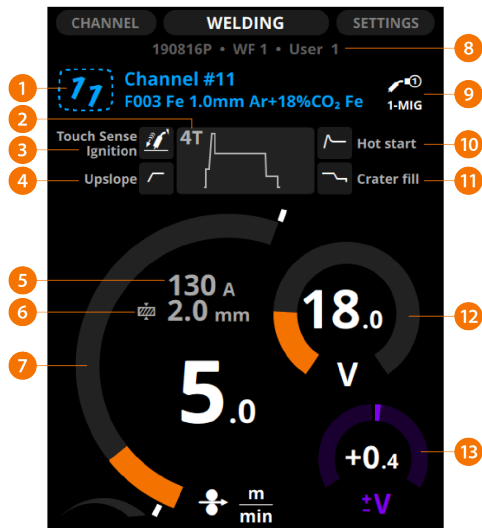 CHANNEL WELDING SETTINGS
190816P • WF 1 • User 1 8
1 11 Channel #11 1 9
F003 Fe 1.0mm Ar+18%CO₂ Fe 1-MIG
2
3 Touch Sense Ignition 4T Hot start 10
4 Upslope Crater fill 11
5 130 A
6 2.0 mm
7 5.0
18.0 12
V
+0.4 13
±V
m
min